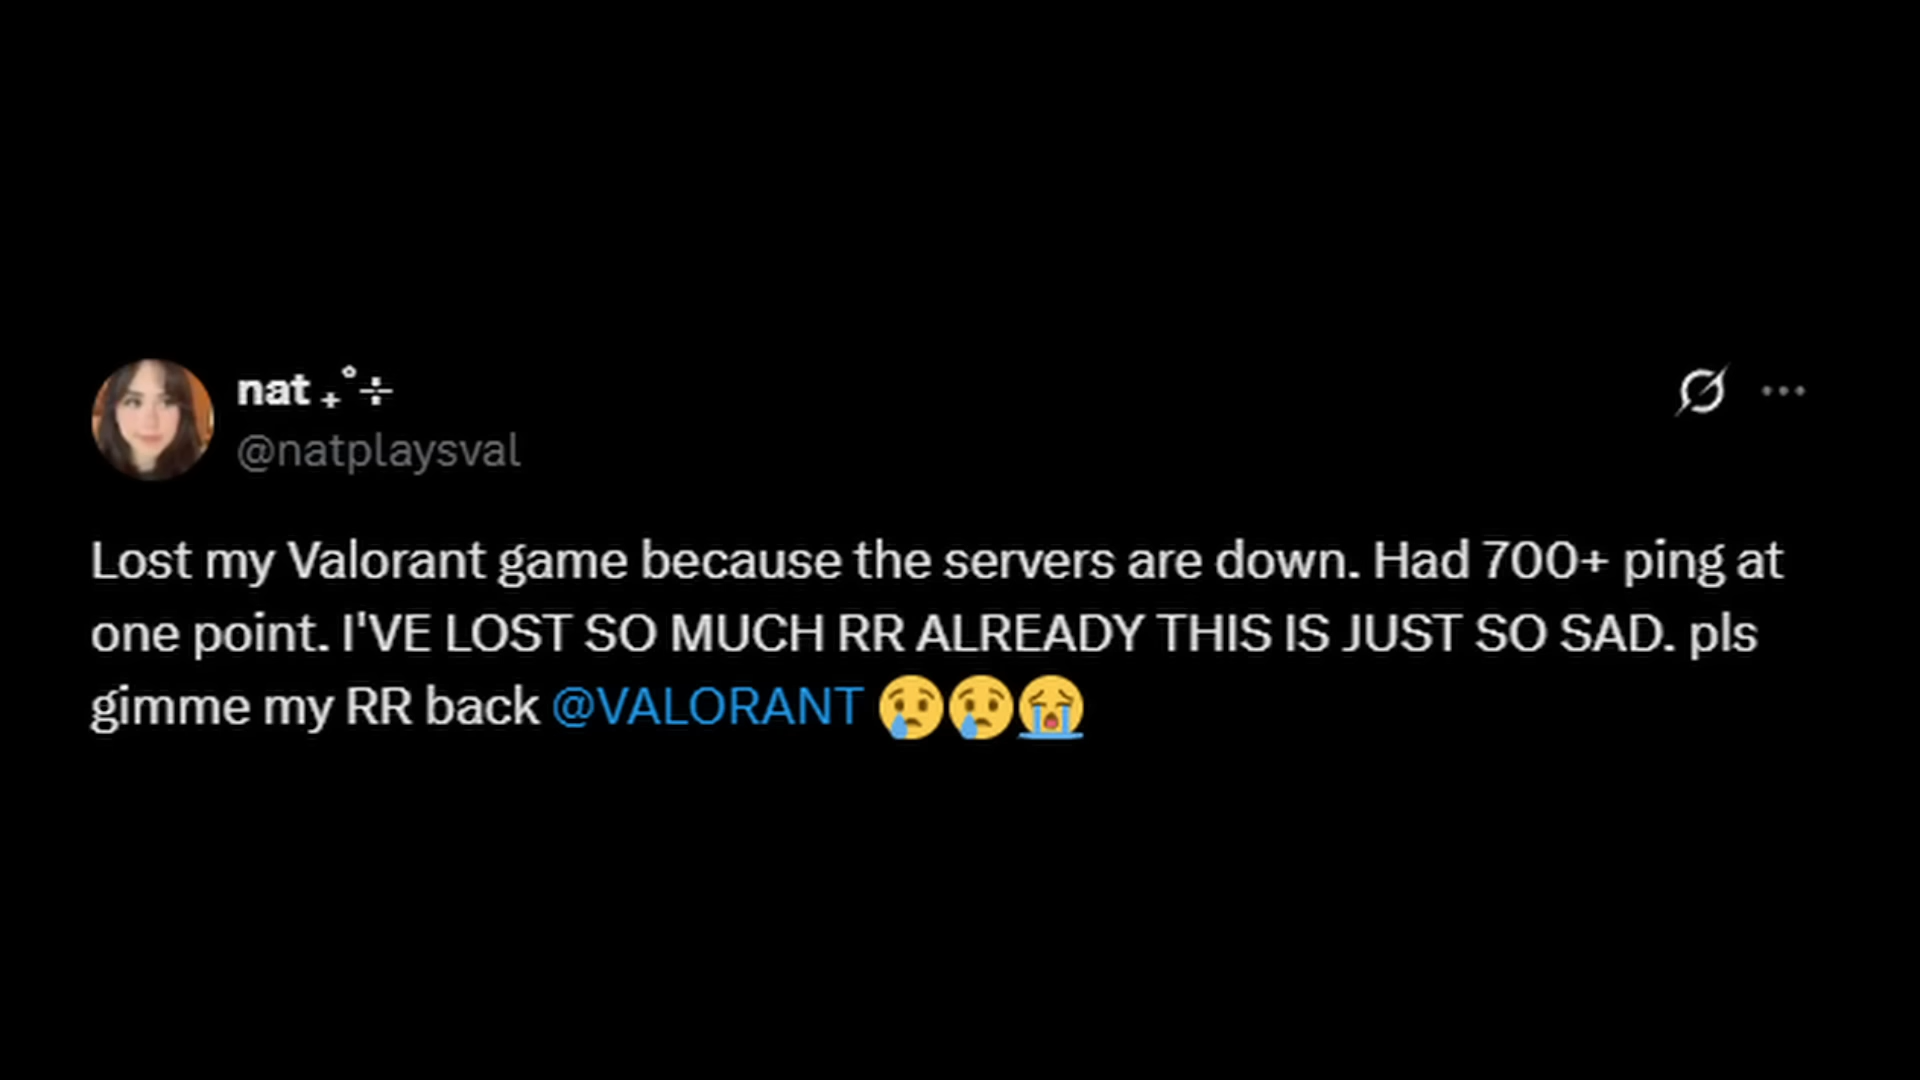 nat ₊˚⊹
@natplaysval
Lost my Valorant game because the servers are down. Had 700+ ping at
one point. I'VE LOST SO MUCH RR ALREADY THIS IS JUST SO SAD. pls
gimme my RR back @VALORANT 😢😢😭